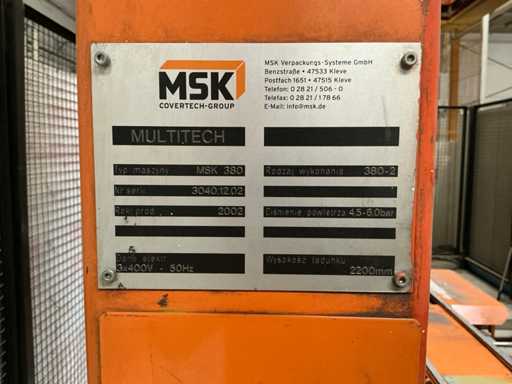 MSK
COVERTECH-GROUP
MSK Verpackungs-Systeme GmbH
Benzstraße • 47533 Kleve
Postfach 1651 • 47515 Kleve
Telefon: 0 28 21 / 506 - 0
Telefax: 0 28 21 / 1 78 66
E-Mail: info@msk.de
MULTITECH
Typ maszyny MSK 380
Rodzaj wykonania 380-2
Nr serii 3040.12.02
Rok prod. 2002
Ciśnienie powietrza 4,5-6,0bar
Dane elektr.
3x400V - 50Hz
Wysokość ładunku
2200mm